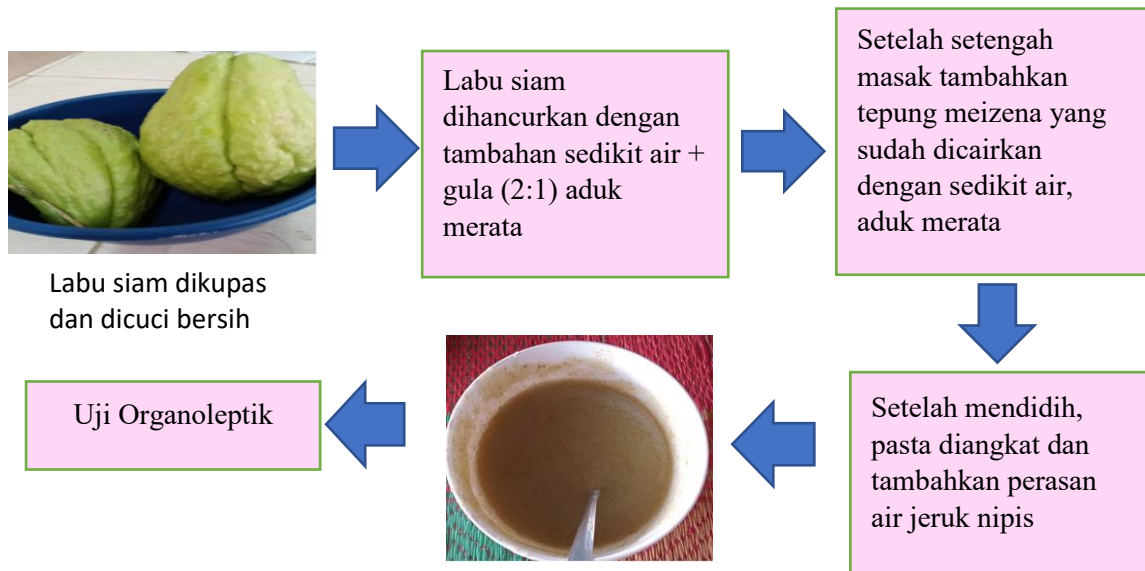 Labu siam dikupas
dan dicuci bersih
Labu siam
dihancurkan dengan
tambahan sedikit air +
gula (2:1) aduk
merata
Setelah setengah
masak tambahkan
tepung meizena yang
sudah dicairkan
dengan sedikit air,
aduk merata
Setelah mendidih,
pasta diangkat dan
tambahkan perasan
air jeruk nipis
Uji Organoleptik